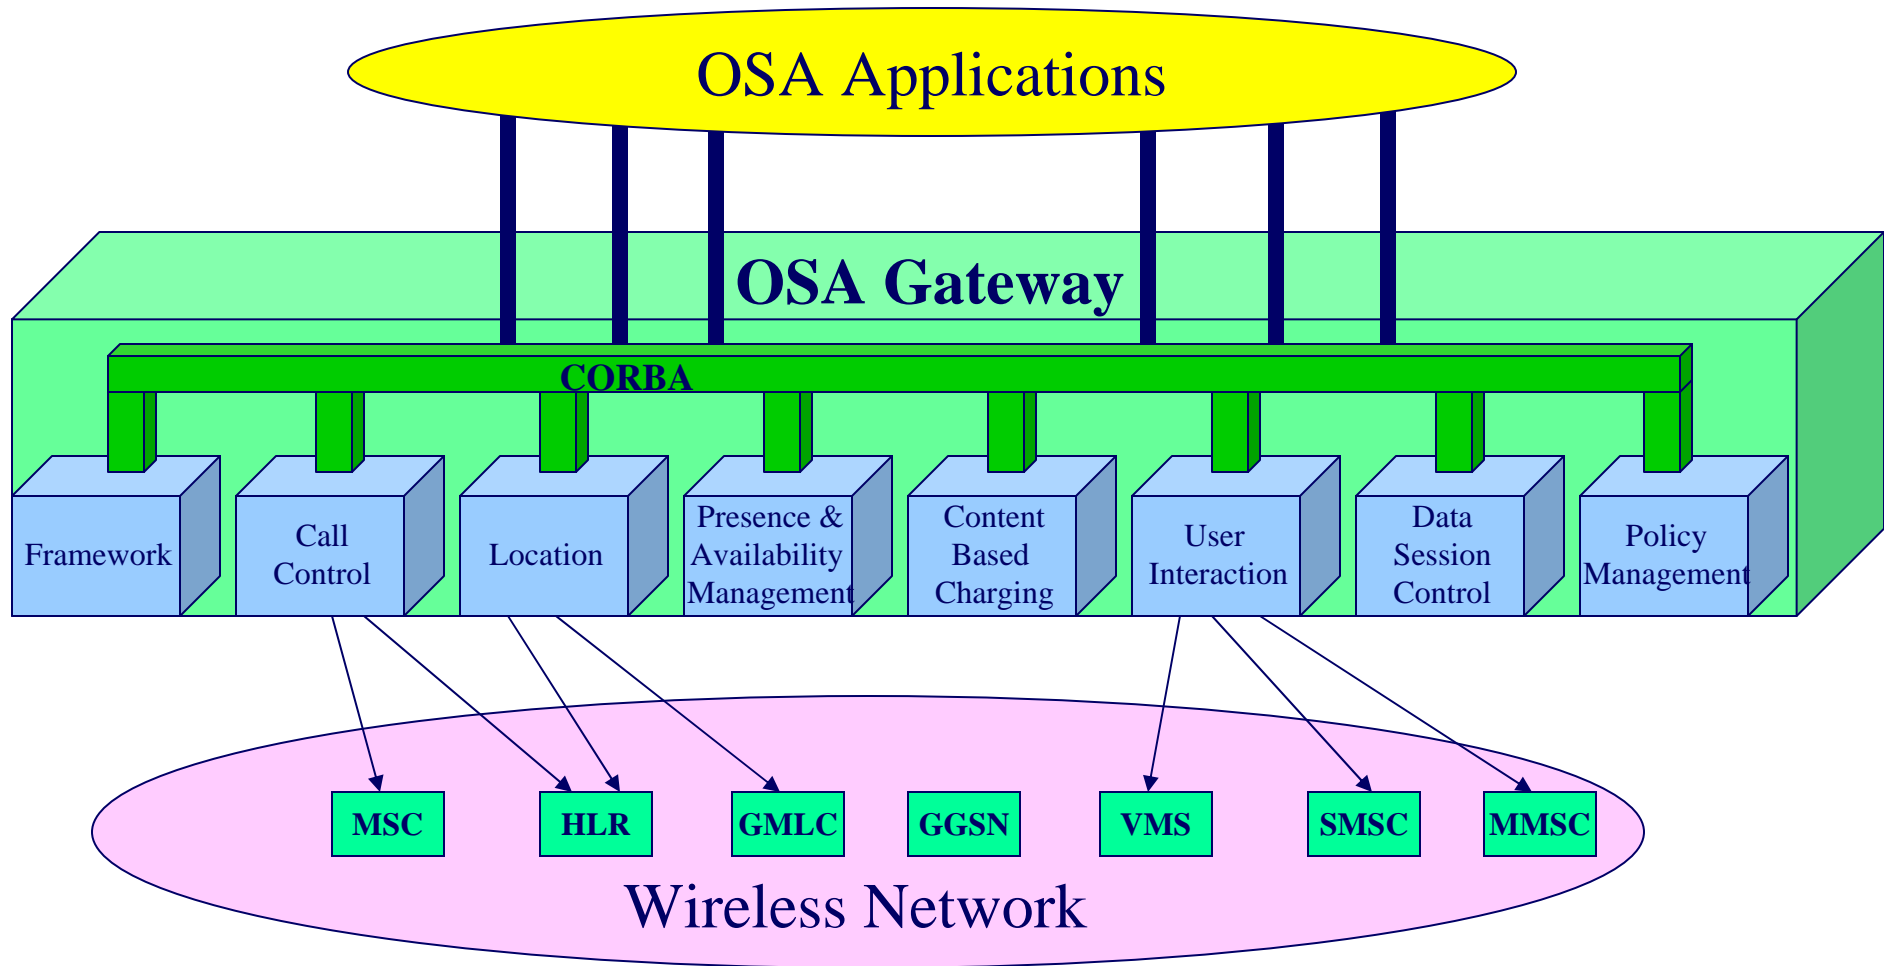 OSA Applications
OSA Gateway
CORBA
Framework
Call
Control
Location
Presence &
Availability
Management
Content
Based
Charging
User
Interaction
Data
Session
Control
Policy
Management
MSC
HLR
GMLC
GGSN
VMS
SMSC
MMSC
Wireless Network